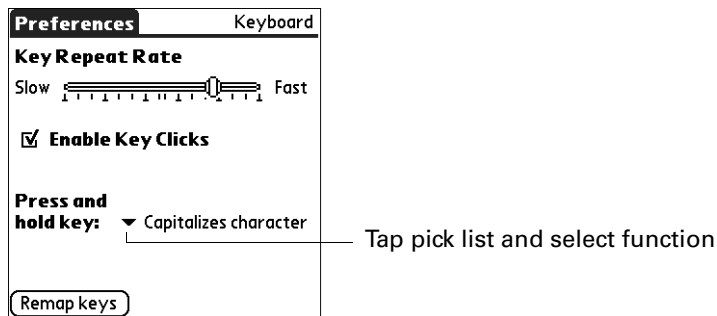 Preferences Keyboard
Key Repeat Rate
Slow Fast
Enable Key Clicks
Press and
hold key: Capitalizes character
Tap pick list and select function
Remap keys